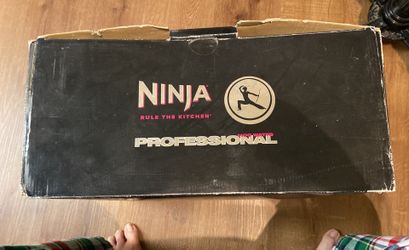 NINJA
RULE THE KITCHEN®
PROFESSIONAL